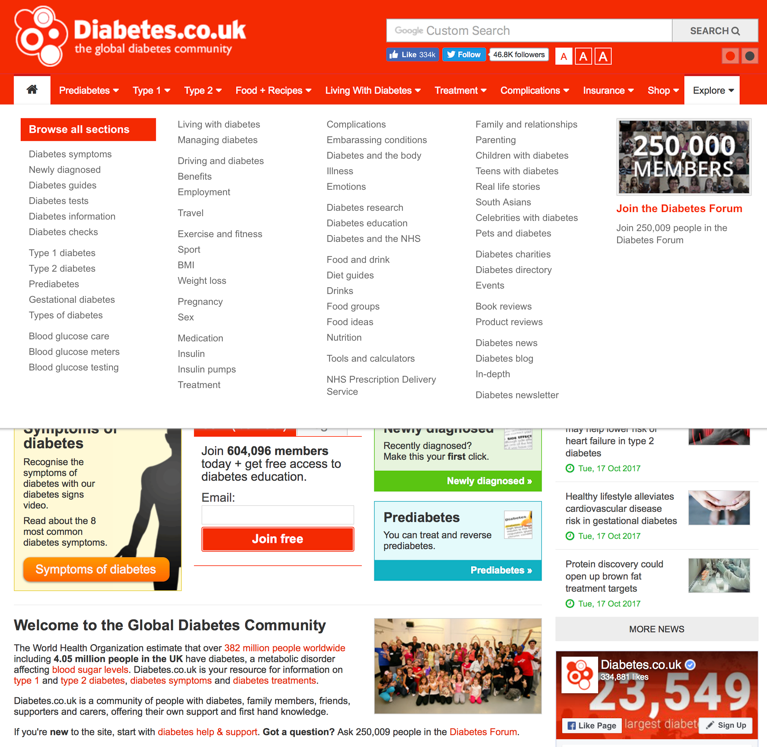 Diabetes.co.uk
the global diabetes community
Google Custom Search
SEARCH
Like 334k
Follow
46.8K followers
A A A
Prediabetes
Type 1
Type 2
Food + Recipes
Living With Diabetes
Treatment
Complications
Insurance
Shop
Explore
Browse all sections
Diabetes symptoms
Newly diagnosed
Diabetes guides
Diabetes tests
Diabetes information
Diabetes checks
Type 1 diabetes
Type 2 diabetes
Prediabetes
Gestational diabetes
Types of diabetes
Blood glucose care
Blood glucose meters
Blood glucose testing
Living with diabetes
Managing diabetes
Driving and diabetes
Benefits
Employment
Travel
Exercise and fitness
Sport
BMI
Weight loss
Pregnancy
Sex
Medication
Insulin
Insulin pumps
Treatment
Complications
Embarassing conditions
Diabetes and the body
Illness
Emotions
Diabetes research
Diabetes education
Diabetes and the NHS
Food and drink
Diet guides
Drinks
Food groups
Food ideas
Nutrition
Tools and calculators
NHS Prescription Delivery
Service
Family and relationships
Parenting
Children with diabetes
Teens with diabetes
Real life stories
South Asians
Celebrities with diabetes
Pets and diabetes
Diabetes charities
Diabetes directory
Events
Book reviews
Product reviews
Diabetes news
Diabetes blog
In-depth
Diabetes newsletter
250,000
MEMBERS
Join the Diabetes Forum
Join 250,009 people in the
Diabetes Forum
Symptoms of
diabetes
Recognise the
symptoms of
diabetes with our
diabetes signs
video.
Read about the 8
most common
diabetes symptoms.
Symptoms of diabetes
Join 604,096 members
today + get free access to
diabetes education.
Email:
Join free
Newly diagnosed
Recently diagnosed?
Make this your first click.
Newly diagnosed »
Prediabetes
You can treat and reverse
prediabetes.
Prediabetes »
may help lower risk of
heart failure in type 2
diabetes
Tue, 17 Oct 2017
Healthy lifestyle alleviates
cardiovascular disease
risk in gestational diabetes
Tue, 17 Oct 2017
Protein discovery could
open up brown fat
treatment targets
Tue, 17 Oct 2017
MORE NEWS
Welcome to the Global Diabetes Community
The World Health Organization estimate that over 382 million people worldwide
including 4.05 million people in the UK have diabetes, a metabolic disorder
affecting blood sugar levels. Diabetes.co.uk is your resource for information on
type 1 and type 2 diabetes, diabetes symptoms and diabetes treatments.
Diabetes.co.uk is a community of people with diabetes, family members, friends,
supporters and carers, offering their own support and first hand knowledge.
If you're new to the site, start with diabetes help & support. Got a question? Ask 250,009 people in the Diabetes Forum.
Diabetes.co.uk
334,881 likes
23,549
largest diabet
Like Page
Sign Up